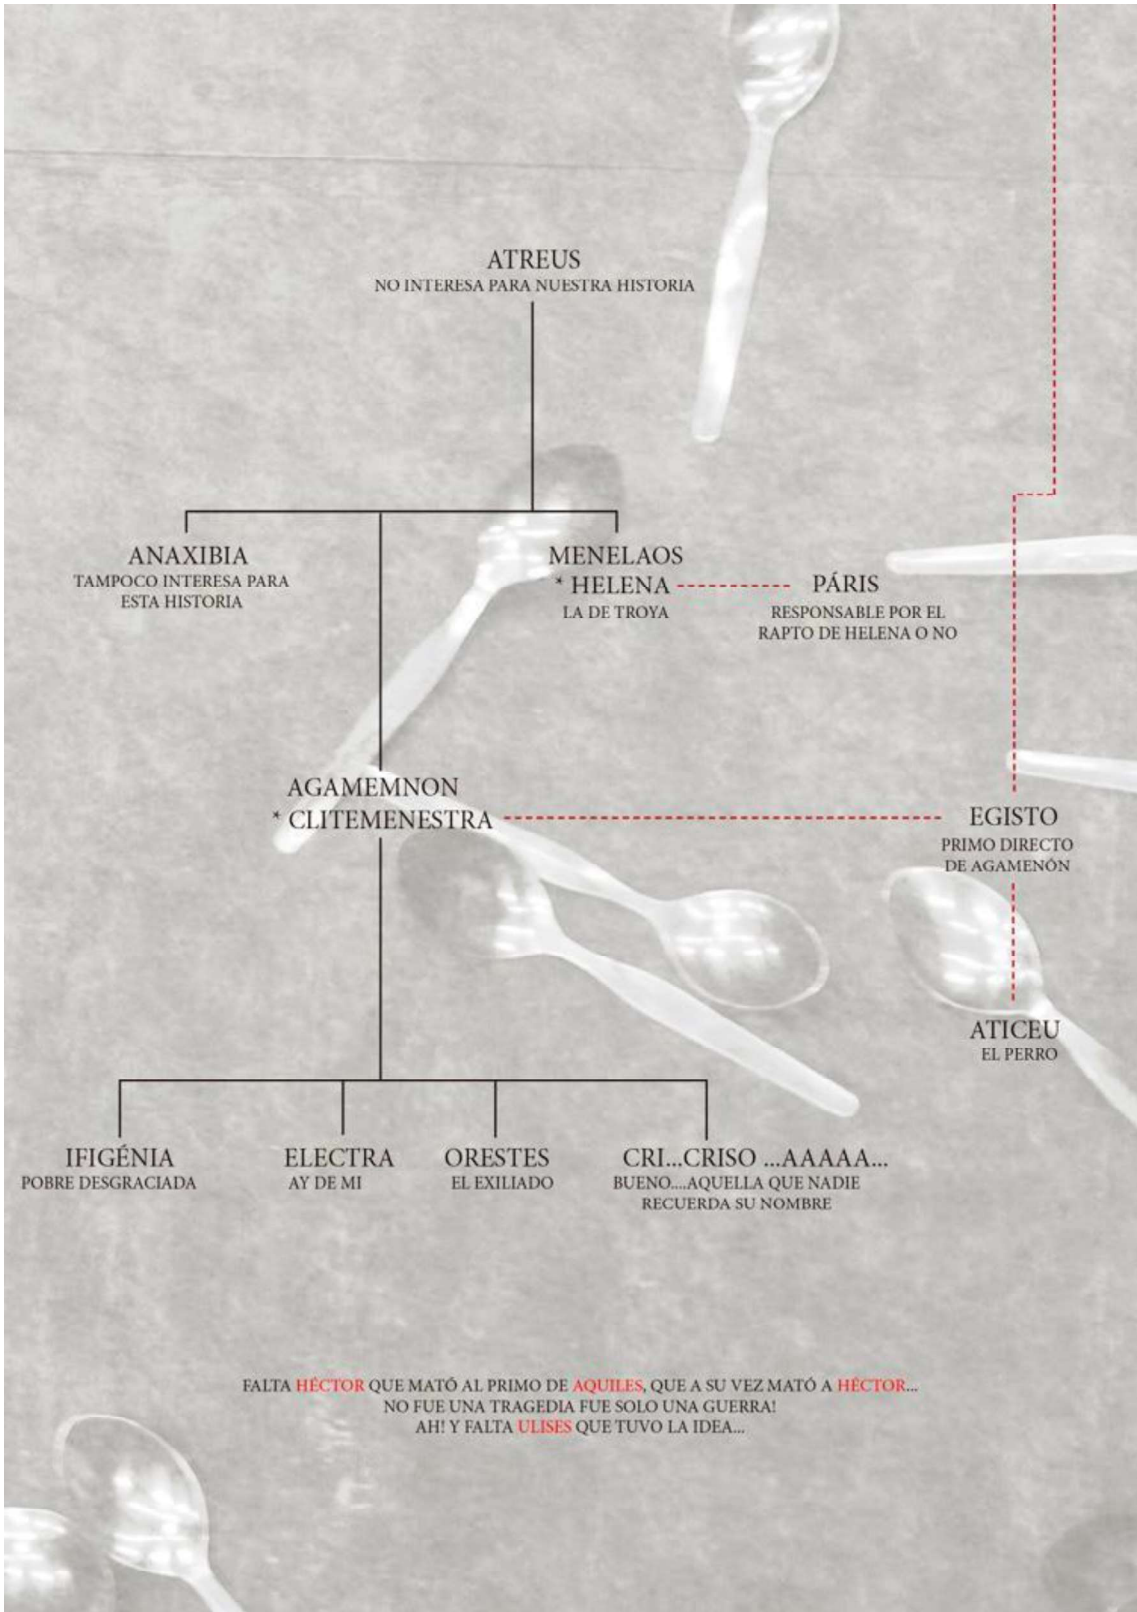 ATREUS
NO INTERESA PARA NUESTRA HISTORIA
ANAXIBIA
TAMPOCO INTERESA PARA
ESTA HISTORIA
MENELAOS
* HELENA
LA DE TROYA
PÁRIS
RESPONSABLE POR EL
RAPTO DE HELENA O NO
AGAMEMNON
* CLITEMENESTRA
EGISTO
PRIMO DIRECTO
DE AGAMENÓN
ATICEU
EL PERRO
IFIGÉNIA
POBRE DESGRACIADA
ELECTRA
AY DE MI
ORESTES
EL EXILIADO
CRI...CRISO ...AAAAA...
BUENO....AQUELLA QUE NADIE
RECUERDA SU NOMBRE
FALTA HÉCTOR QUE MATÓ AL PRIMO DE AQUILES, QUE A SU VEZ MATÓ A HÉCTOR...
NO FUE UNA TRAGEDIA FUE SOLO UNA GUERRA!
AH! Y FALTA ULISES QUE TUVO LA IDEA...